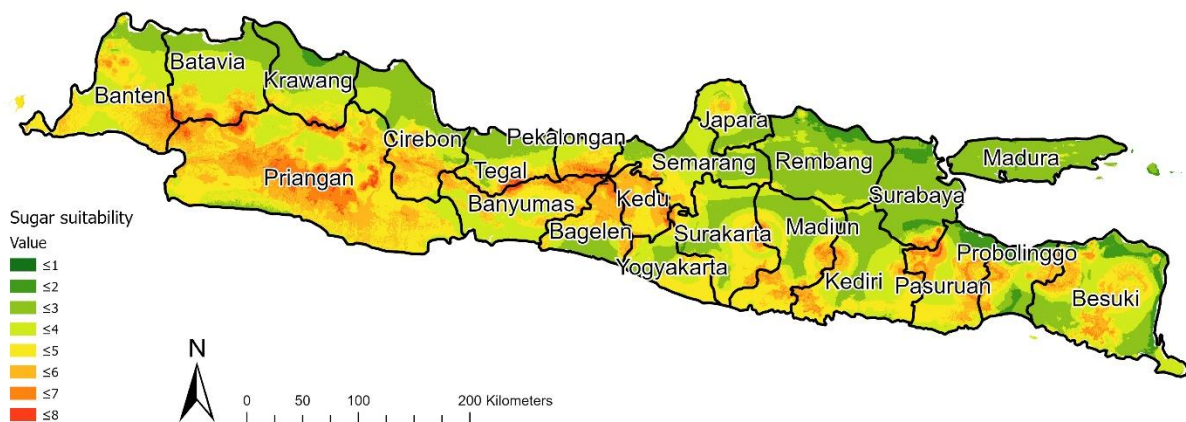 Batavia
Krawang
Banten
Japara
Cirebon
Pekalongan
Semarang
Rembang
Madura
Tegal
Priangan
Banyumas
Kedu
Surabaya
Bagelen
Surakarta
Madiun
Yogyakarta
Kediri
Probolinggo
Pasuruan
Besuki
Sugar suitability
Value
≤1
≤2
≤3
≤4
≤5
≤6
≤7
≤8
N
0 50 100 200 Kilometers